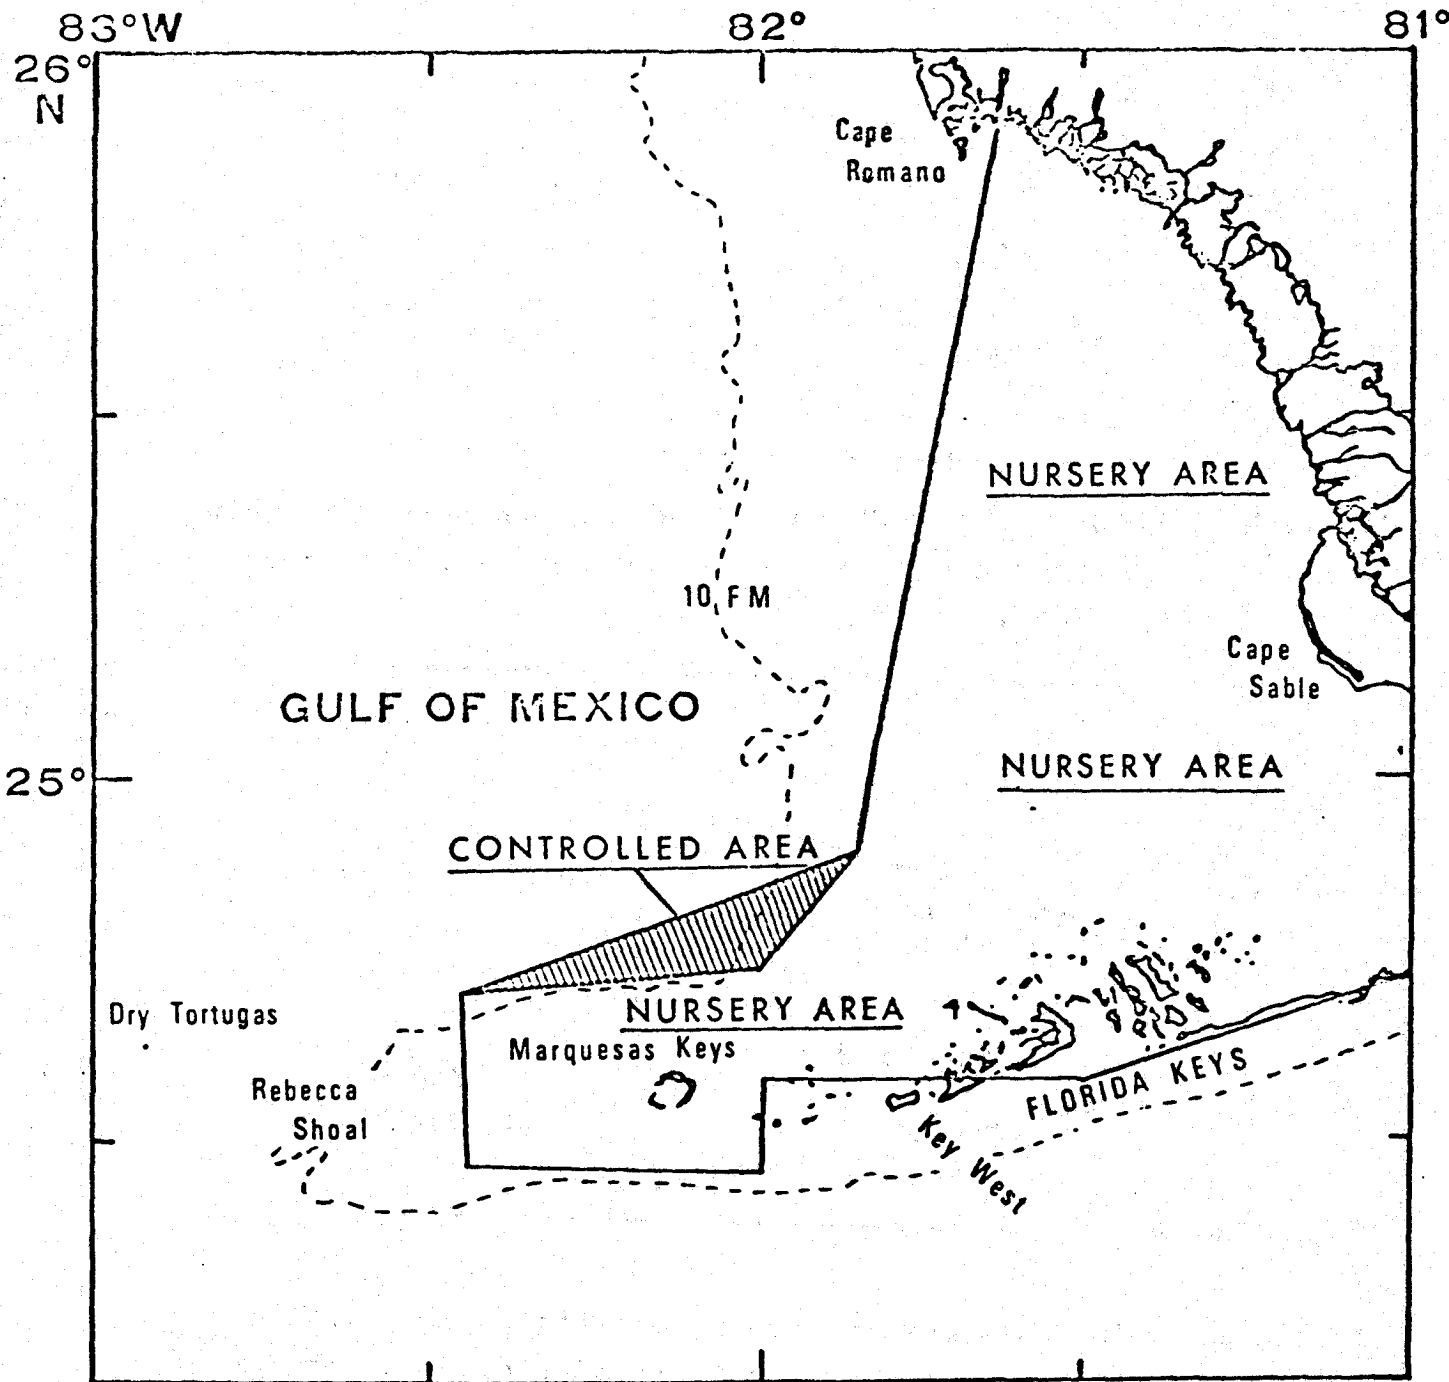 83°W
82°
81°
26°
N
Cape
Romano
NURSERY AREA
10 FM
Cape
Sable
GULF OF MEXICO
25°
NURSERY AREA
CONTROLLED AREA
Dry Tortugas
NURSERY AREA
Marquesas Keys
Rebecca
Shoal
FLORIDA KEYS
Key West